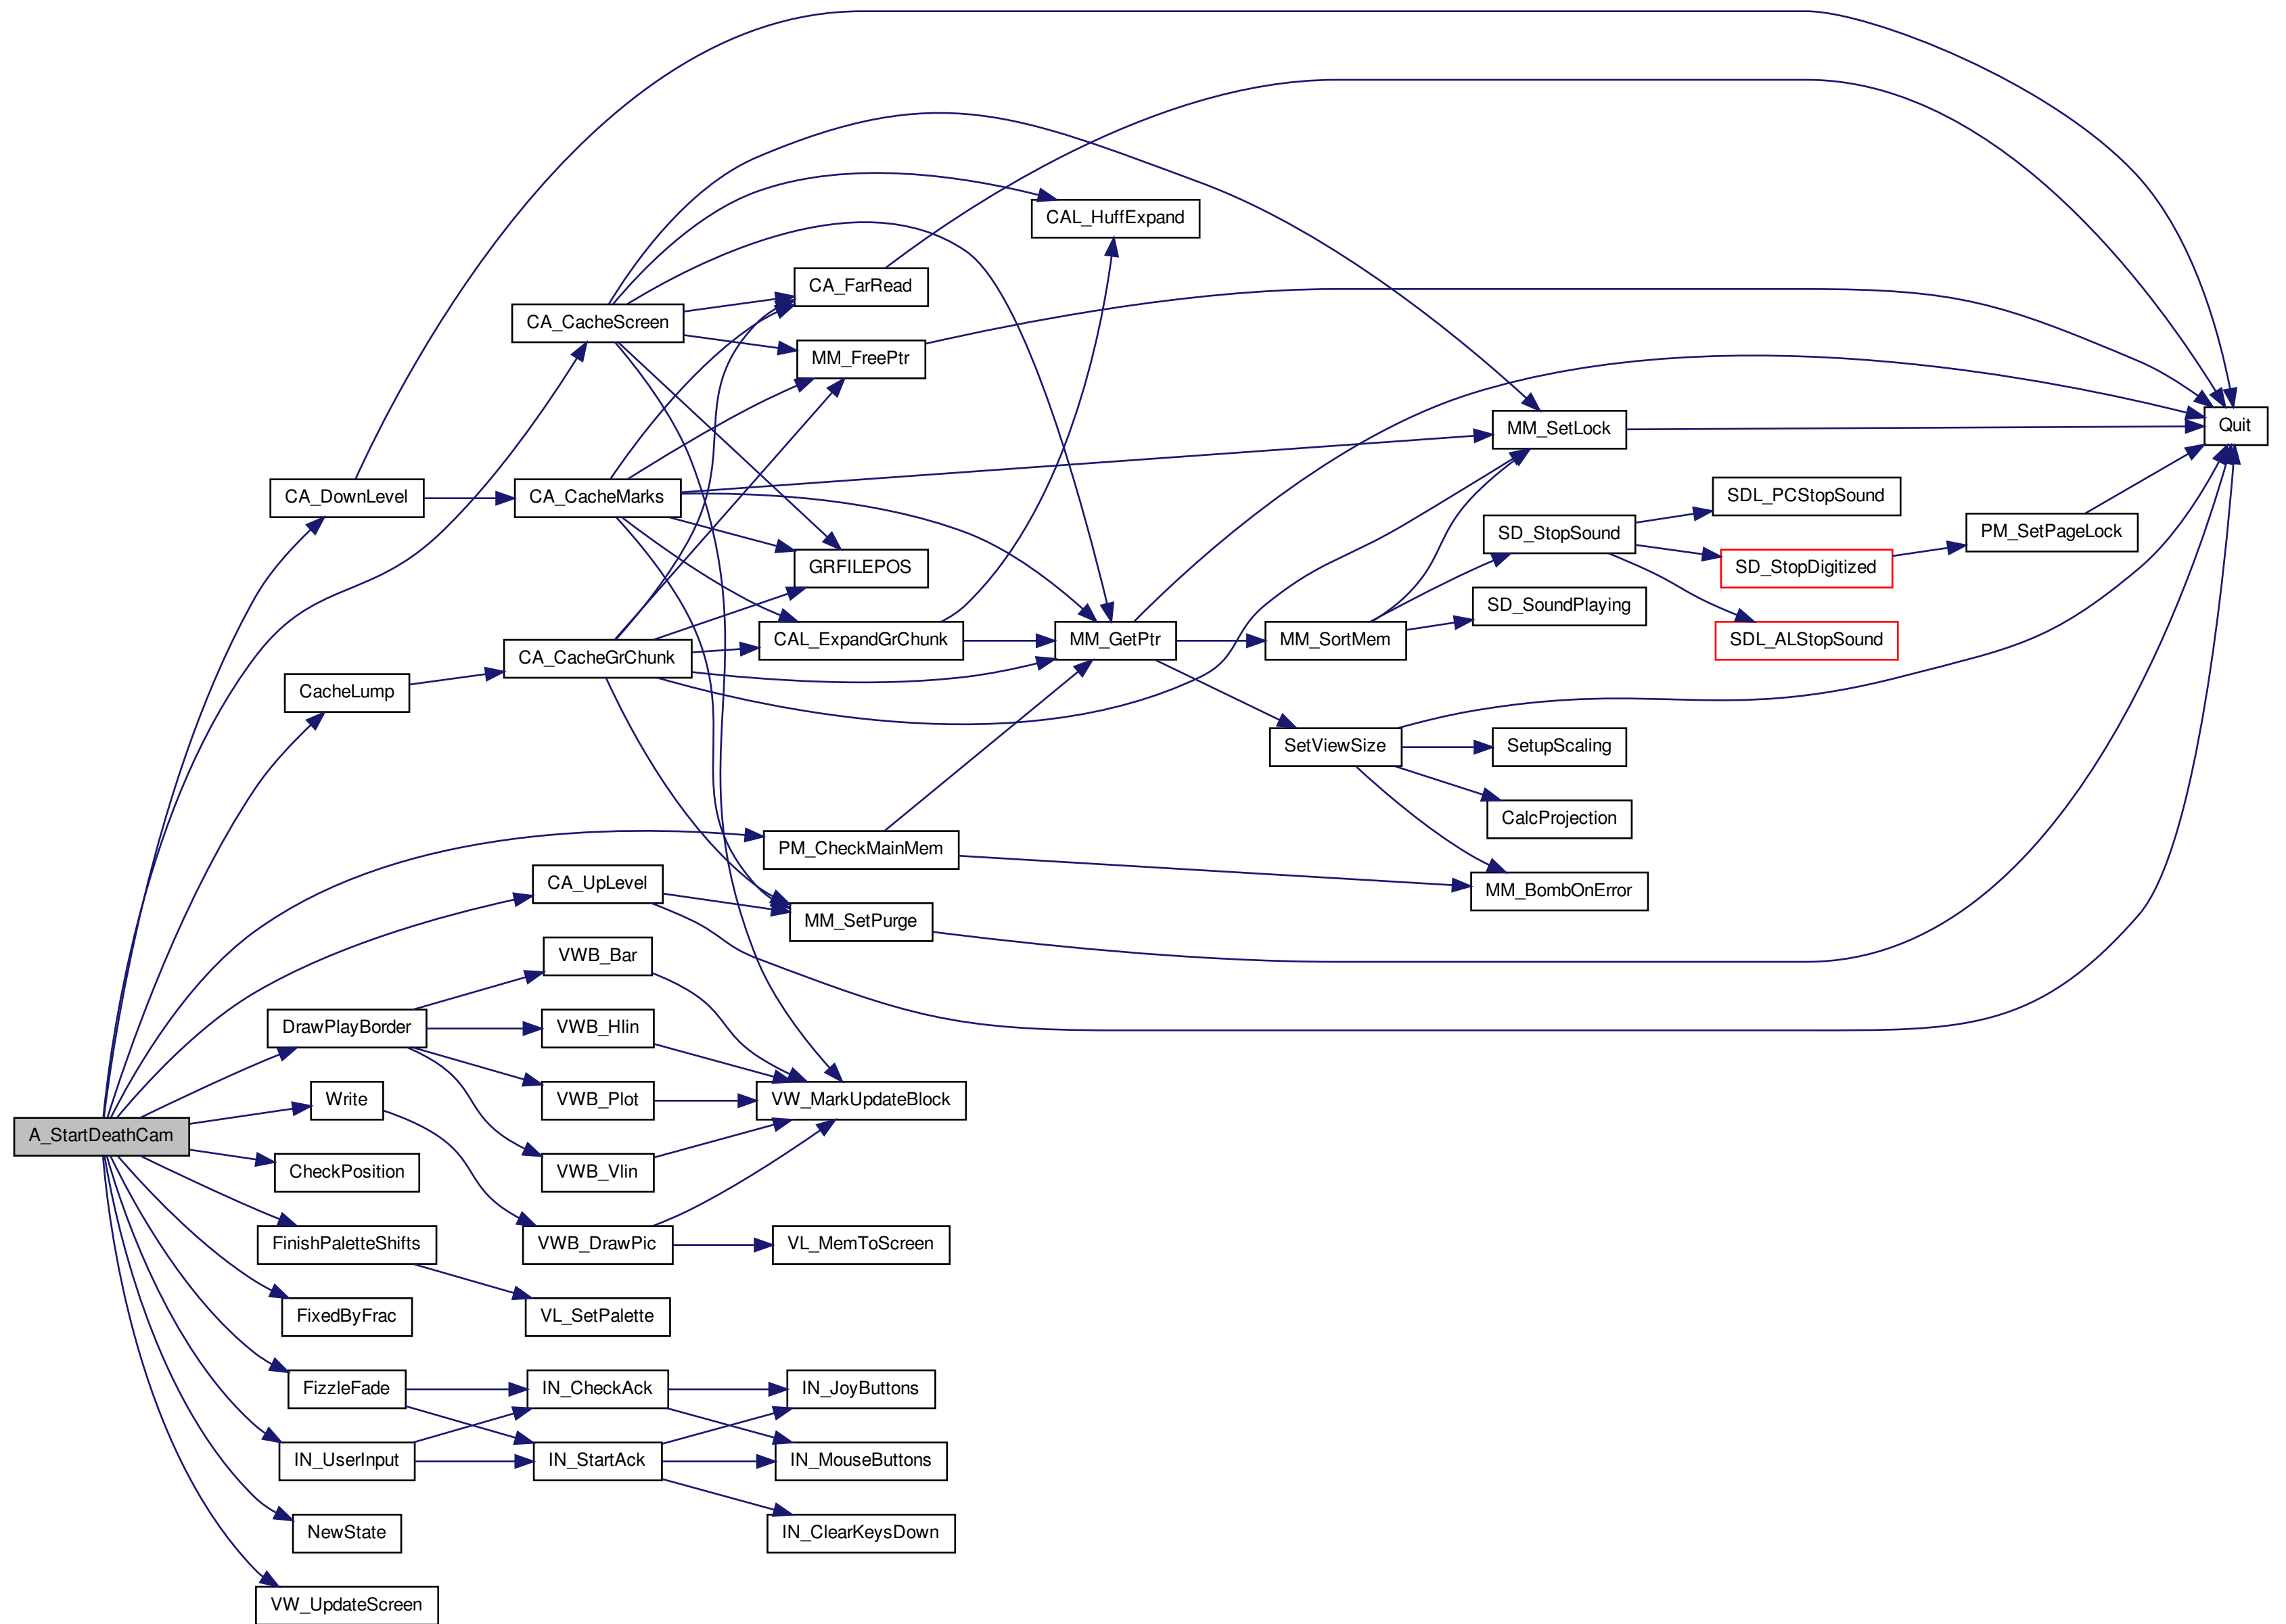 A_StartDeathCam
CA_DownLevel
CacheLump
DrawPlayBorder
Write
CheckPosition
FinishPaletteShifts
FixedByFrac
FizzleFade
IN_UserInput
NewState
VW_UpdateScreen
CA_CacheScreen
CA_CacheMarks
CA_CacheGrChunk
CA_UpLevel
VWB_Bar
VWB_Hlin
VWB_Plot
VWB_Vlin
VWB_DrawPic
VL_SetPalette
IN_CheckAck
IN_StartAck
CA_FarRead
MM_FreePtr
GRFILEPOS
CAL_ExpandGrChunk
PM_CheckMainMem
MM_SetPurge
VW_MarkUpdateBlock
VL_MemToScreen
IN_JoyButtons
IN_MouseButtons
IN_ClearKeysDown
CAL_HuffExpand
MM_GetPtr
MM_SortMem
SetViewSize
MM_SetLock
SD_StopSound
SD_SoundPlaying
SetupScaling
CalcProjection
MM_BombOnError
SDL_PCStopSound
SD_StopDigitized
SDL_ALStopSound
PM_SetPageLock
Quit